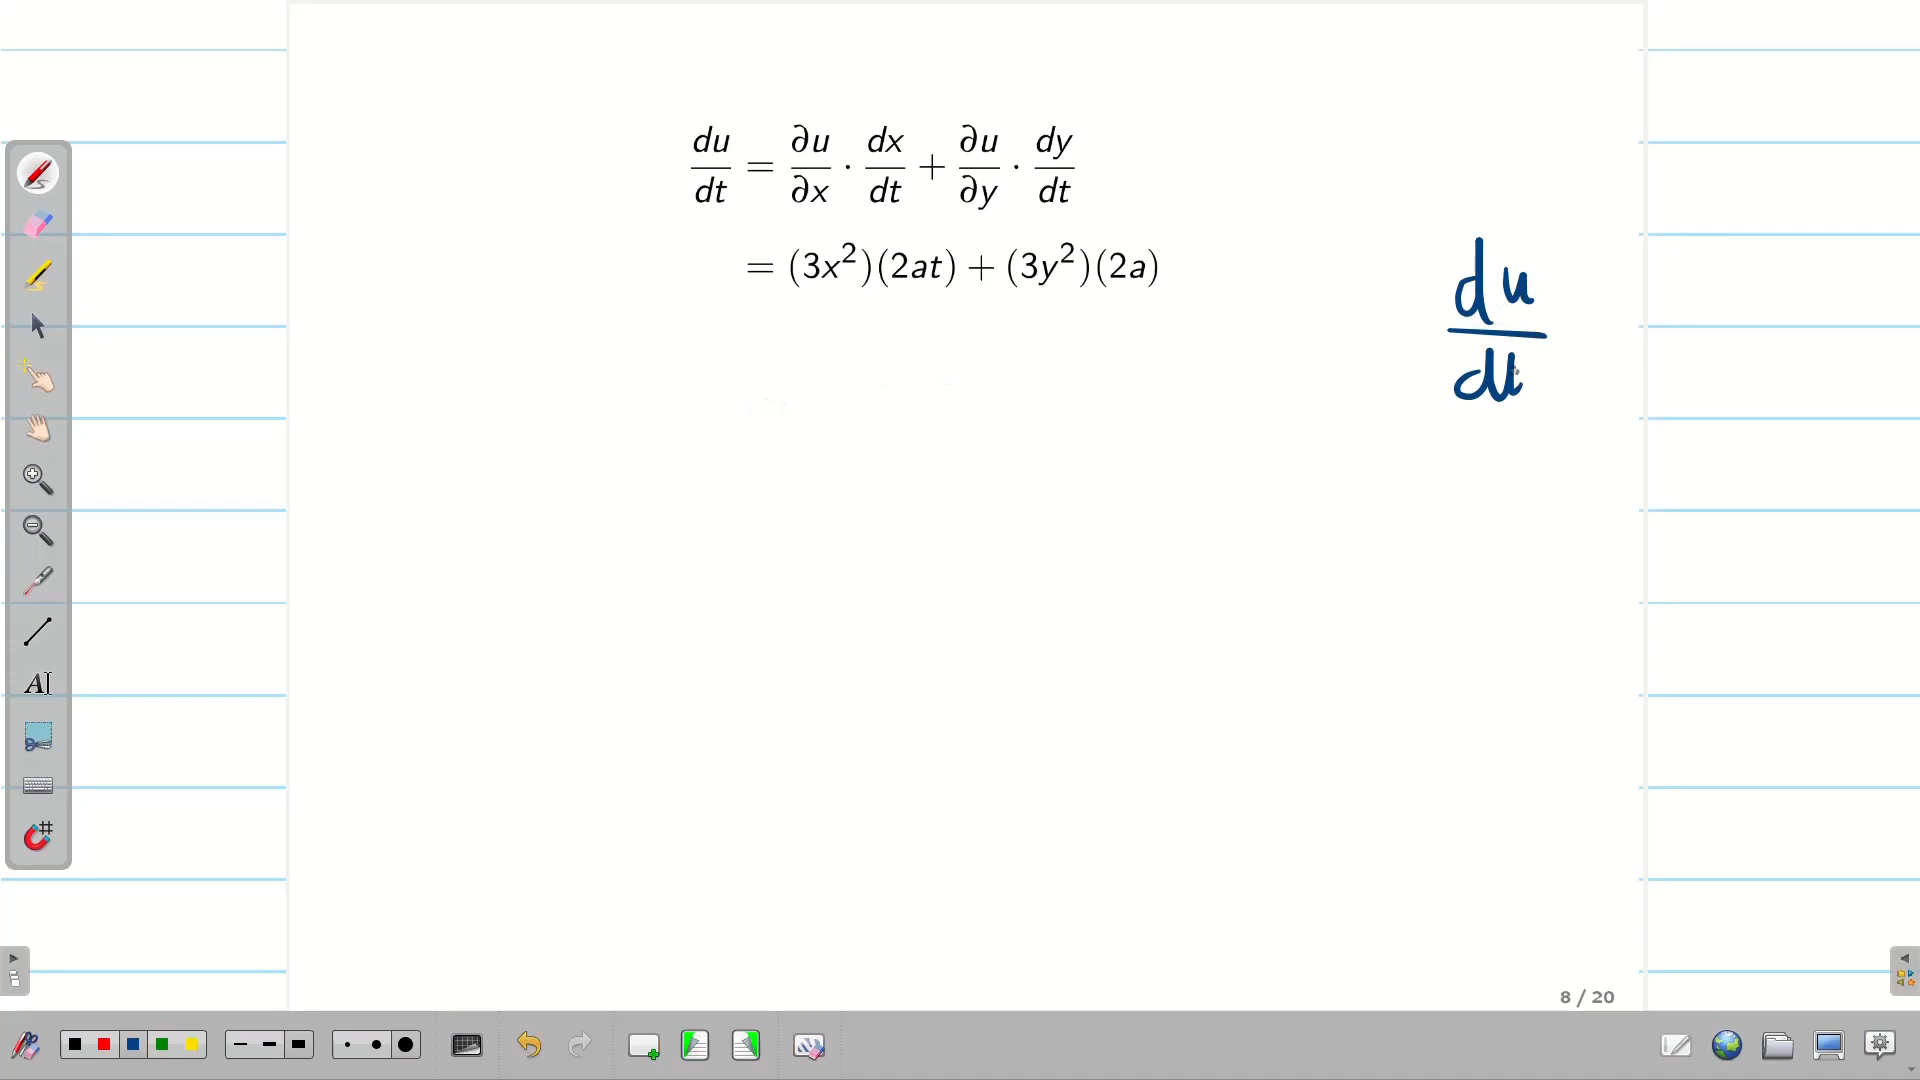 du/dt = ∂u/∂x · dx/dt + ∂u/∂y · dy/dt
= (3x²)(2at) + (3y²)(2a)
du/dt
8 / 20